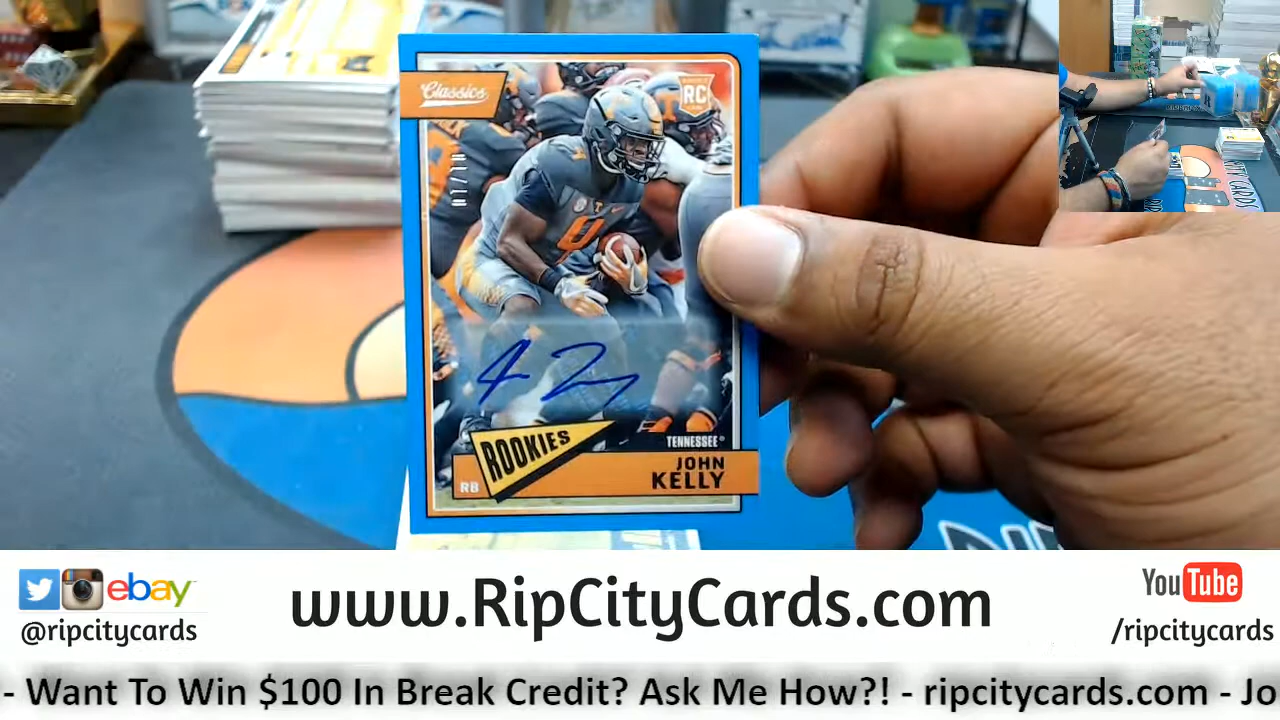 Classics
RC
4
ROOKIES
TENNESSEE
RB
JOHN
KELLY
ebay
@ripcitycards
www.RipCityCards.com
YouTube
/ripcitycards
- Want To Win $100 In Break Credit? Ask Me How?! - ripcitycards.com - Jo